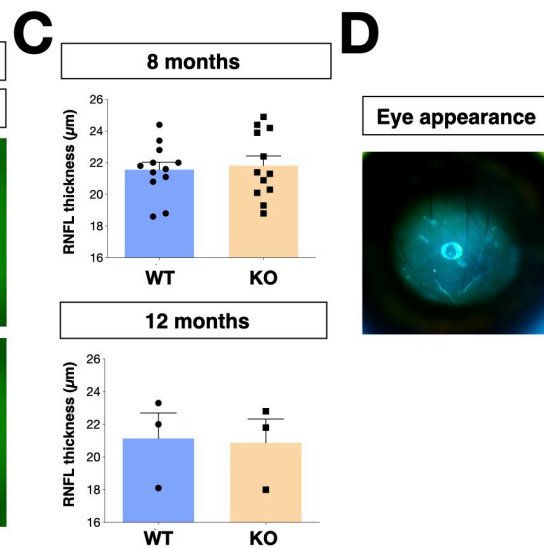 C
8 months
RNFL thickness (µm)
26
24
22
20
18
16
WT
KO
12 months
RNFL thickness (µm)
26
24
22
20
18
16
WT
KO
D
Eye appearance